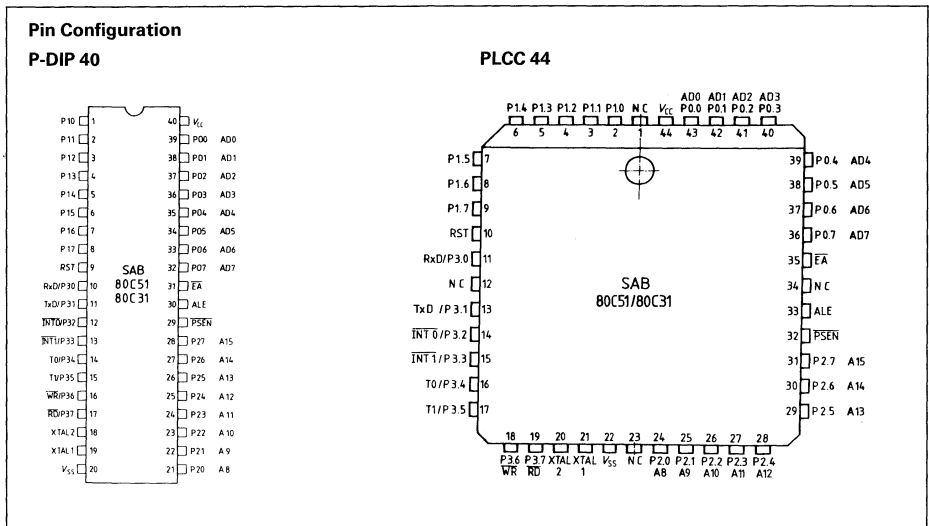 Pin Configuration
P-DIP 40
P10 1
P11 2
P12 3
P13 4
P14 5
P15 6
P16 7
P17 8
RST 9
RxD/P30 10
TxD/P31 11
INT0/P32 12
INT1/P33 13
T0/P34 14
T1/P35 15
WR/P36 16
RD/P37 17
XTAL2 18
XTAL1 19
VSS 20
SAB
80C51
80C31
40 VCC
39 P00 AD0
38 P01 AD1
37 P02 AD2
36 P03 AD3
35 P04 AD4
34 P05 AD5
33 P06 AD6
32 P07 AD7
31 EA
30 ALE
29 PSEN
28 P27 A15
27 P26 A14
26 P25 A13
25 P24 A12
24 P23 A11
23 P22 A10
22 P21 A9
21 P20 A8
PLCC 44
AD0 AD1 AD2 AD3
P1.4 P1.3 P1.2 P1.1 P1.0 NC VCC P0.0 P0.1 P0.2 P0.3
6 5 4 3 2 1 44 43 42 41 40
P1.5 7
P1.6 8
P1.7 9
RST 10
RxD/P3.0 11
NC 12
TxD/P3.1 13
INT0/P3.2 14
INT1/P3.3 15
T0/P3.4 16
T1/P3.5 17
SAB
80C51/80C31
39 P0.4 AD4
38 P0.5 AD5
37 P0.6 AD6
36 P0.7 AD7
35 EA
34 NC
33 ALE
32 PSEN
31 P2.7 A15
30 P2.6 A14
29 P2.5 A13
18 19 20 21 22 23 24 25 26 27 28
P3.6 P3.7 XTAL XTAL VSS NC P2.0 P2.1 P2.2 P2.3 P2.4
WR RD 2 1 A8 A9 A10 A11 A12